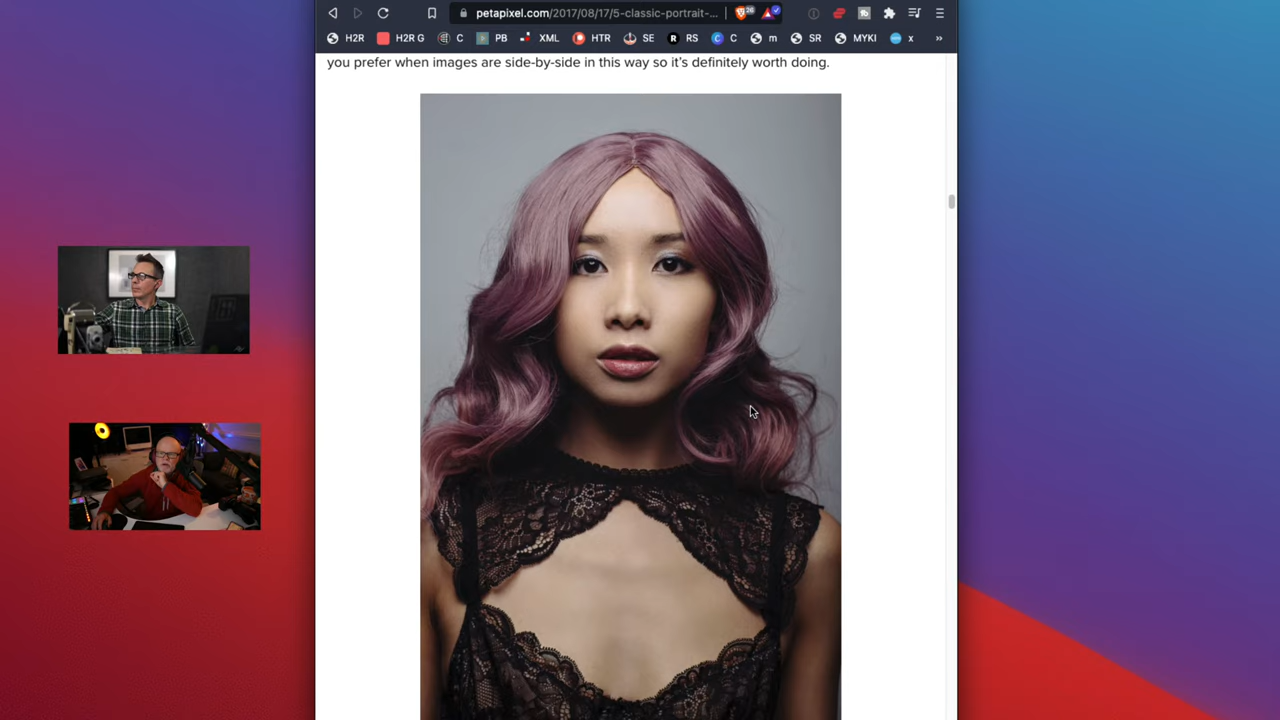 petapixel.com/2017/08/17/5-classic-portrait-...
26
H2R
H2R G
C
PB
XML
HTR
SE
R
RS
C
C
m
SR
MYKI
x
»
you prefer when images are side-by-side in this way so it's definitely worth doing.